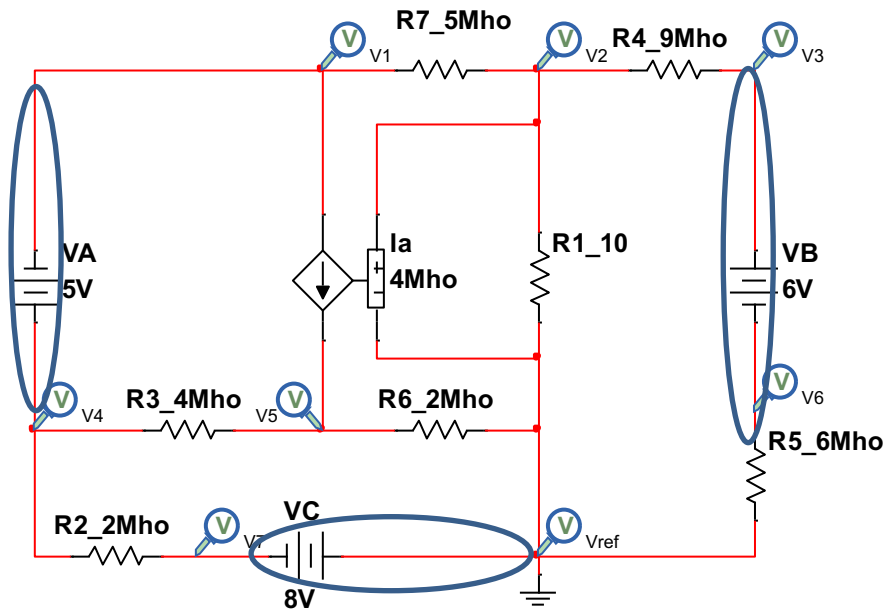 R7_5Mho
R4_9Mho
V V1
V V2
V V3
VA
5V
Ia
4Mho
R1_10
VB
6V
V V4
R3_4Mho
V5 V
R6_2Mho
V V6
R5_6Mho
R2_2Mho
V V7
VC
8V
V Vref